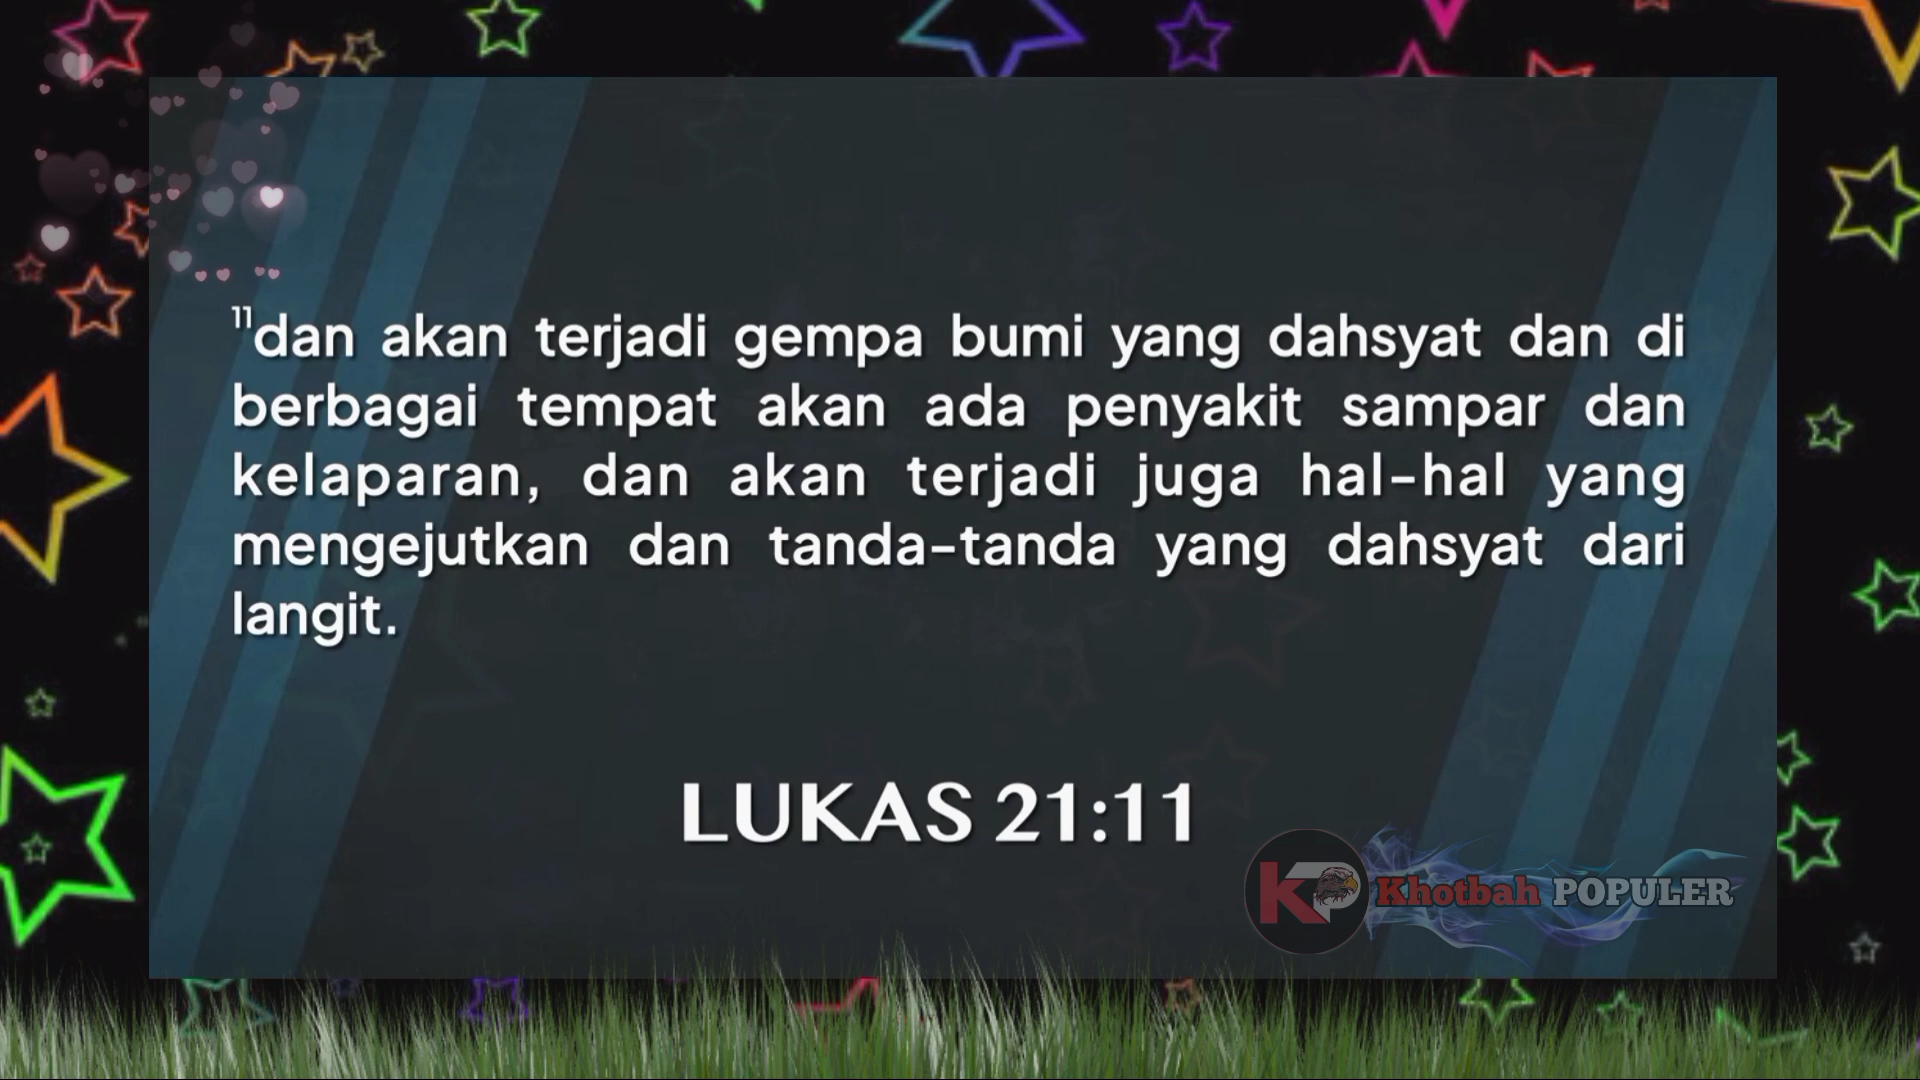 11dan akan terjadi gempa bumi yang dahsyat dan di
berbagai tempat akan ada penyakit sampar dan
kelaparan, dan akan terjadi juga hal-hal yang
mengejutkan dan tanda-tanda yang dahsyat dari
langit.
LUKAS 21:11
KP Khotbah POPULER